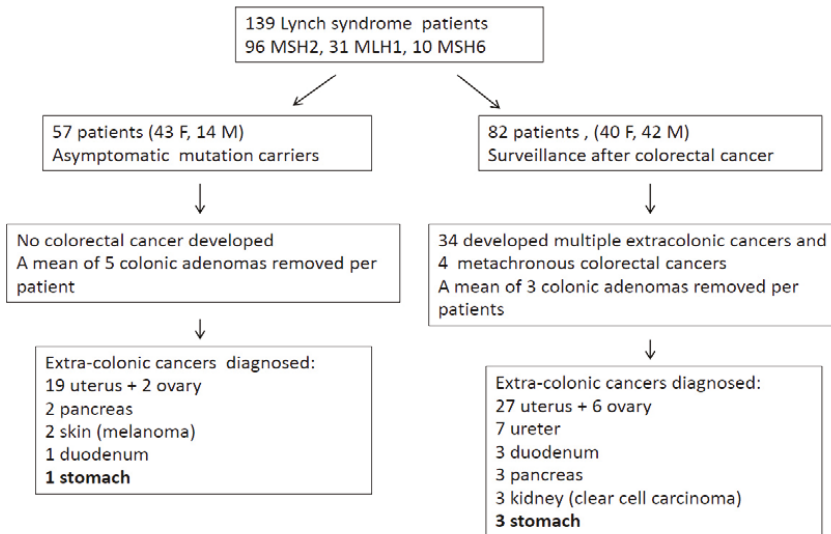 139 Lynch syndrome patients
96 MSH2, 31 MLH1, 10 MSH6
57 patients (43 F, 14 M)
Asymptomatic mutation carriers
82 patients , (40 F, 42 M)
Surveillance after colorectal cancer
No colorectal cancer developed
A mean of 5 colonic adenomas removed per
patient
34 developed multiple extracolonic cancers and
4 metachronous colorectal cancers
A mean of 3 colonic adenomas removed per
patients
Extra-colonic cancers diagnosed:
19 uterus + 2 ovary
2 pancreas
2 skin (melanoma)
1 duodenum
1 stomach
Extra-colonic cancers diagnosed:
27 uterus + 6 ovary
7 ureter
3 duodenum
3 pancreas
3 kidney (clear cell carcinoma)
3 stomach